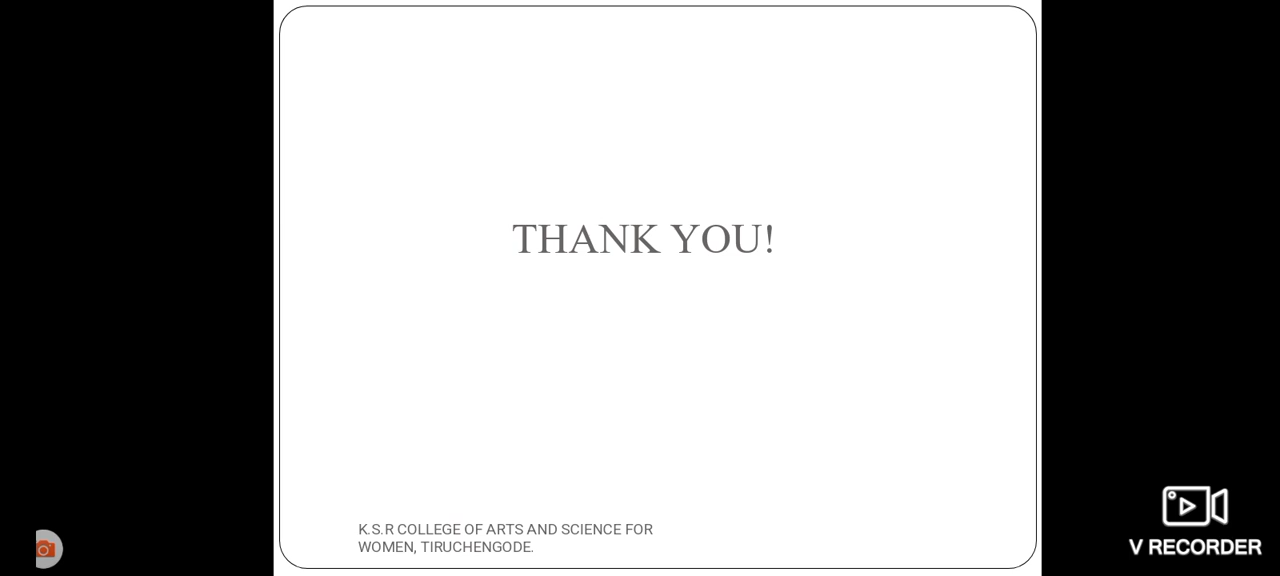 THANK YOU!
K.S.R COLLEGE OF ARTS AND SCIENCE FOR
WOMEN, TIRUCHENGODE.
V RECORDER